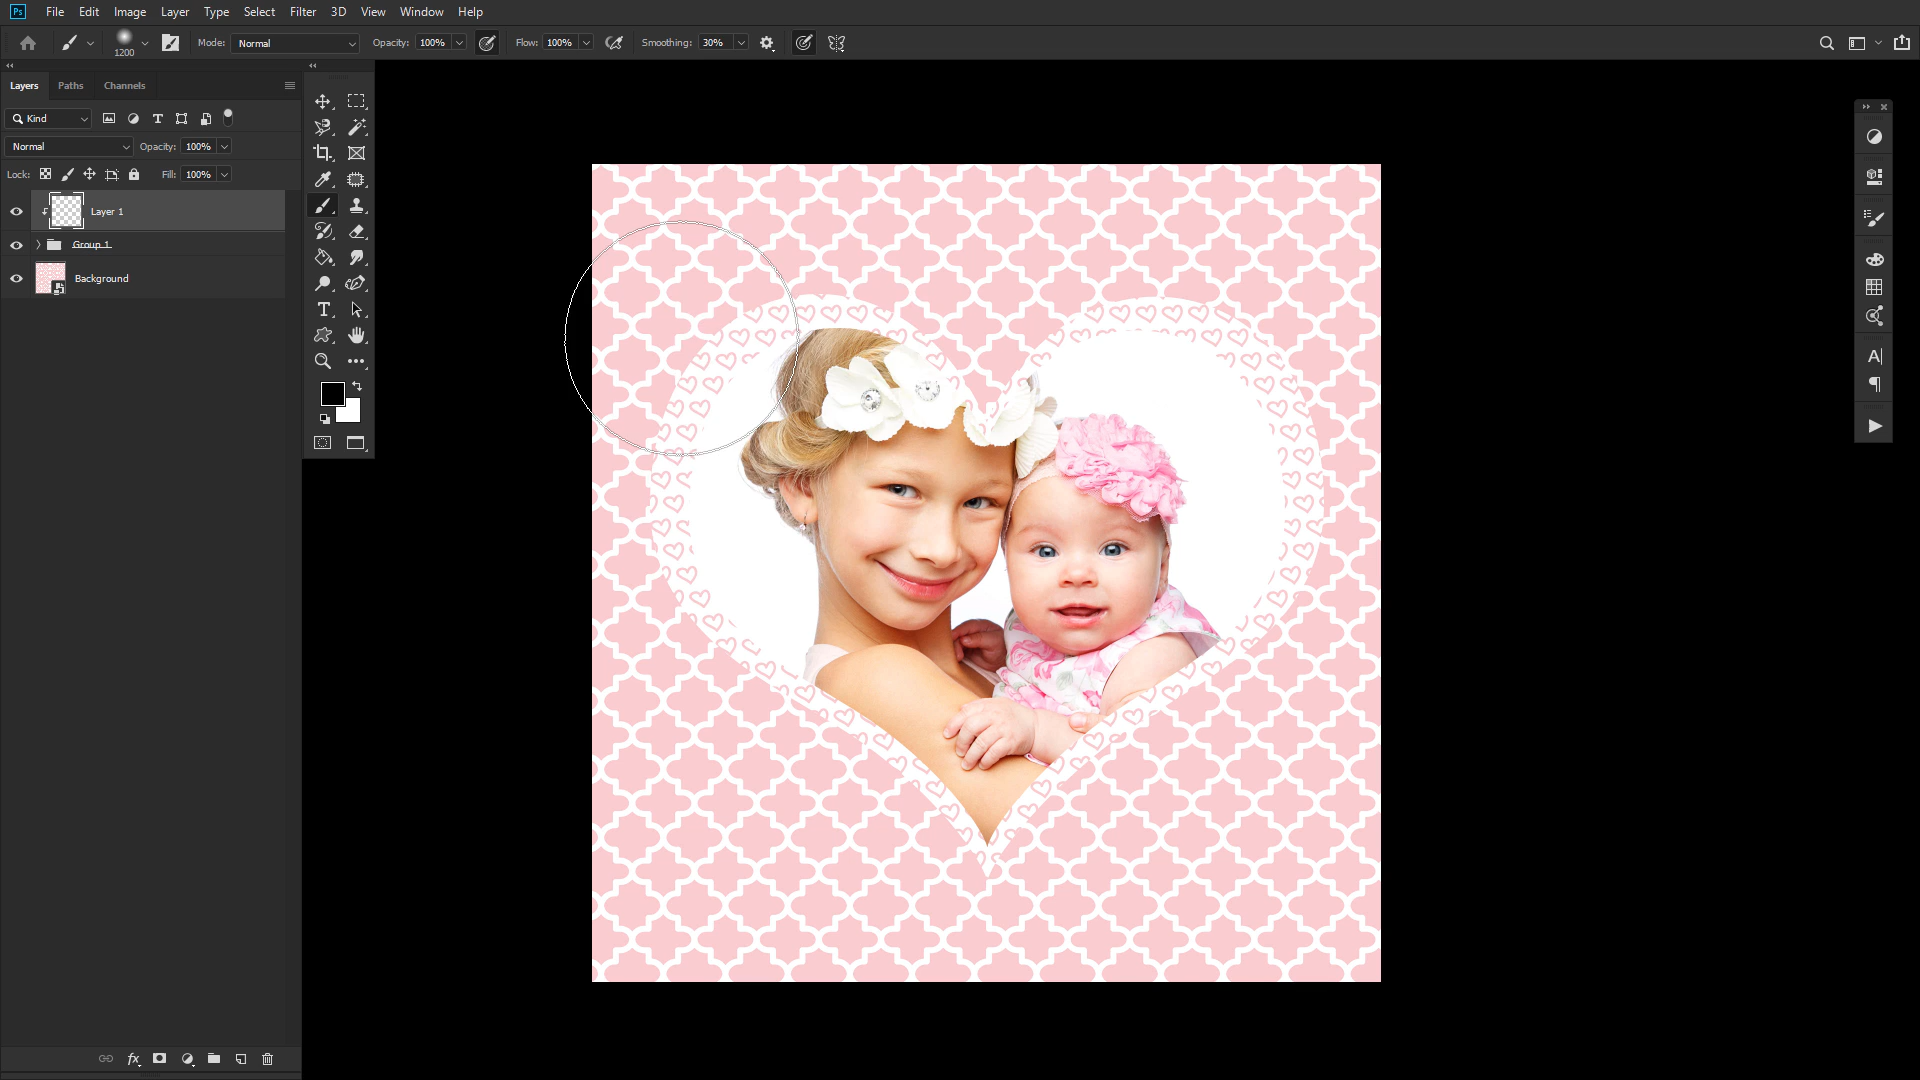 Ps File Edit Image Layer Type Select Filter 3D View Window Help
1200 Mode: Normal Opacity: 100% Flow: 100% Smoothing: 30%
Layers Paths Channels
Kind T
Normal Opacity: 100%
Lock: Fill: 100%
Layer 1
Group 1
Background
T
A